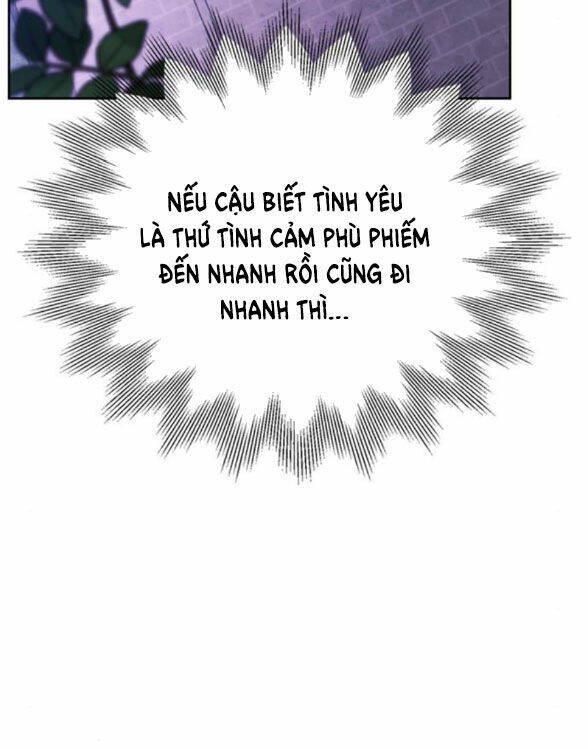 NẾU CẬU BIẾT TÌNH YÊU
LÀ THỨ TÌNH CẢM PHÙ PHIẾM
ĐẾN NHANH RỒI CŨNG ĐI
NHANH THÌ...